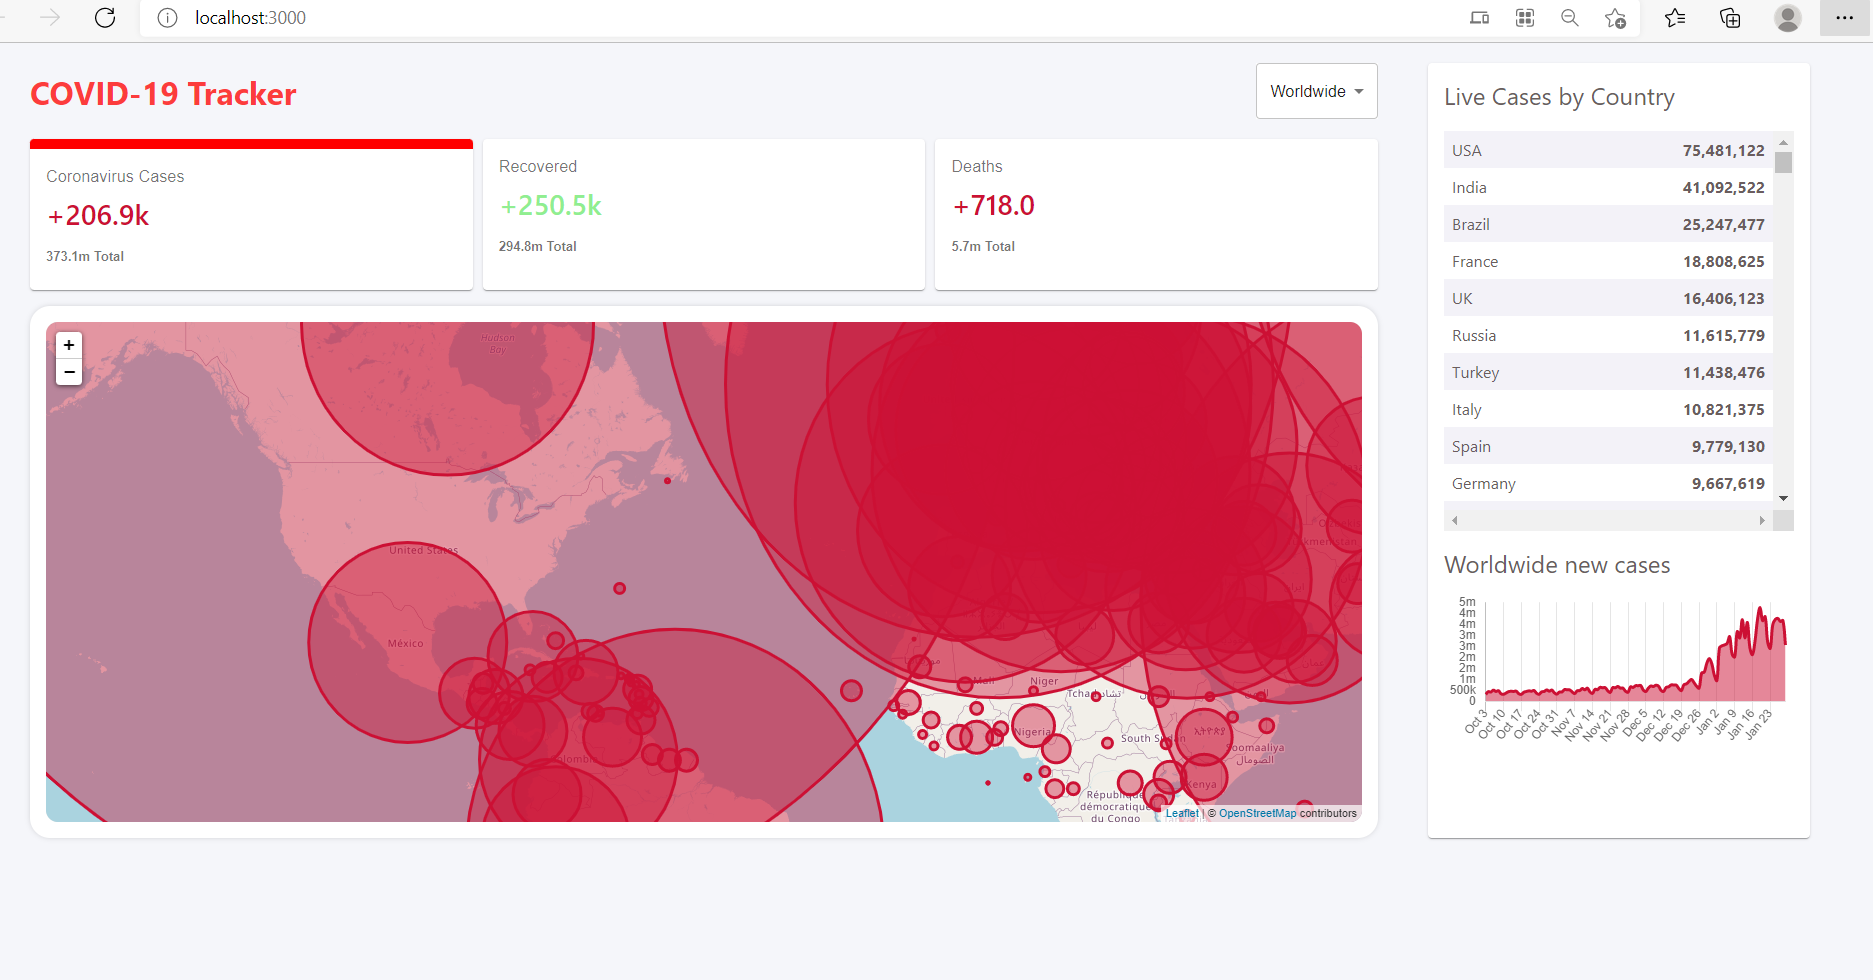 localhost:3000
COVID-19 Tracker
Worldwide
Coronavirus Cases
+206.9k
373.1m Total
Recovered
+250.5k
294.8m Total
Deaths
+718.0
5.7m Total
+
−
Hudson
Bay
United States
México
Mali
Niger
Tchad تشاد
Nigeria
ኢትዮጵያ
Soomaaliya
الصومال
Kenya
République
démocratique
du Congo
Leaflet | © OpenStreetMap contributors
Live Cases by Country
USA 75,481,122
India 41,092,522
Brazil 25,247,477
France 18,808,625
UK 16,406,123
Russia 11,615,779
Turkey 11,438,476
Italy 10,821,375
Spain 9,779,130
Germany 9,667,619
Worldwide new cases
5m
4m
4m
3m
3m
2m
2m
1m
500k
0
Oct 3
Oct 10
Oct 17
Oct 24
Oct 31
Nov 7
Nov 14
Nov 21
Nov 28
Dec 5
Dec 12
Dec 19
Dec 26
Jan 2
Jan 9
Jan 16
Jan 23